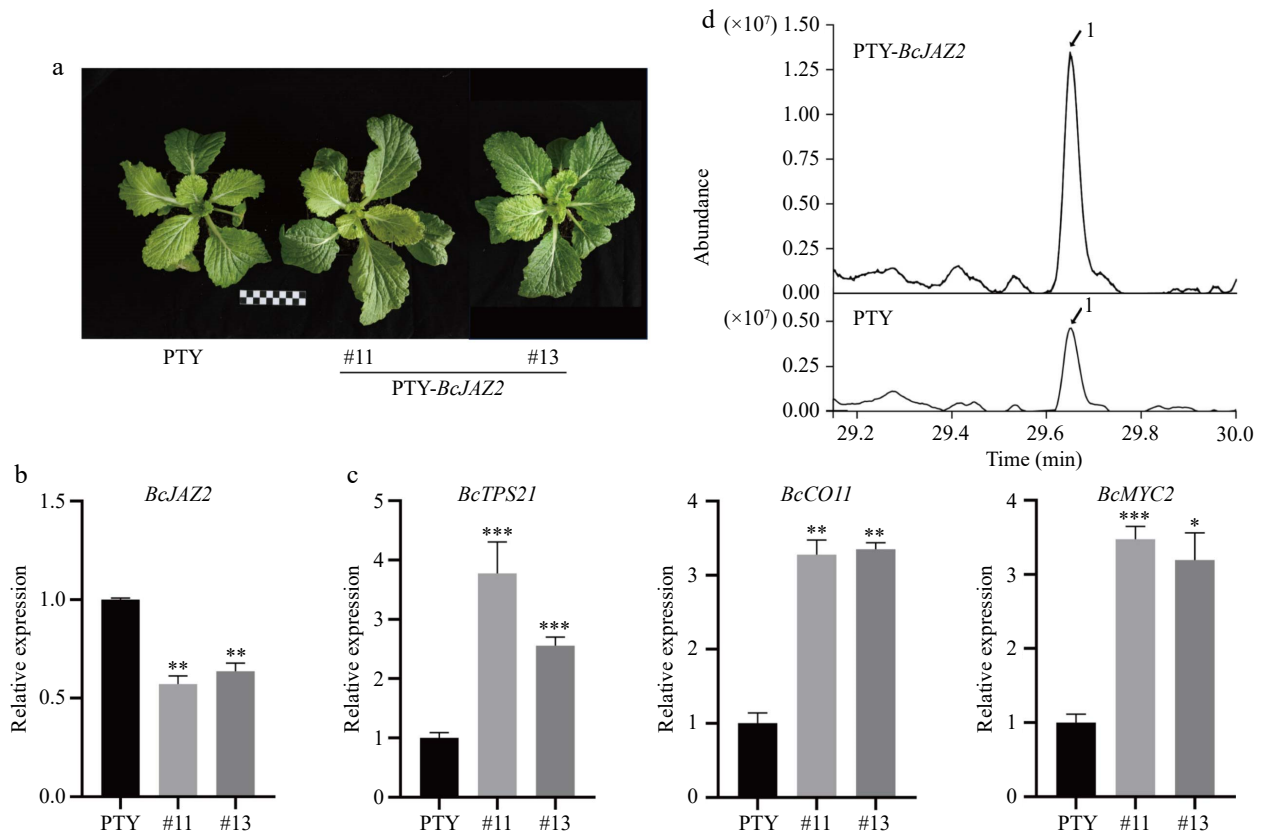 a
PTY
#11
#13
PTY-BcJAZ2
d
(×10⁷)
1.50
1.25
1.00
0.75
0.50
0.25
0.00
PTY-BcJAZ2
1
Abundance
(×10⁷)
0.50
0.25
0.00
PTY
1
29.2 29.4 29.6 29.8 30.0
Time (min)
b
BcJAZ2
Relative expression
1.5
1.0
0.5
0.0
**
**
PTY #11 #13
c
BcTPS21
Relative expression
5
4
3
2
1
0
***
***
PTY #11 #13
BcCO11
Relative expression
4
3
2
1
0
**
**
PTY #11 #13
BcMYC2
Relative expression
4
3
2
1
0
***
*
PTY #11 #13